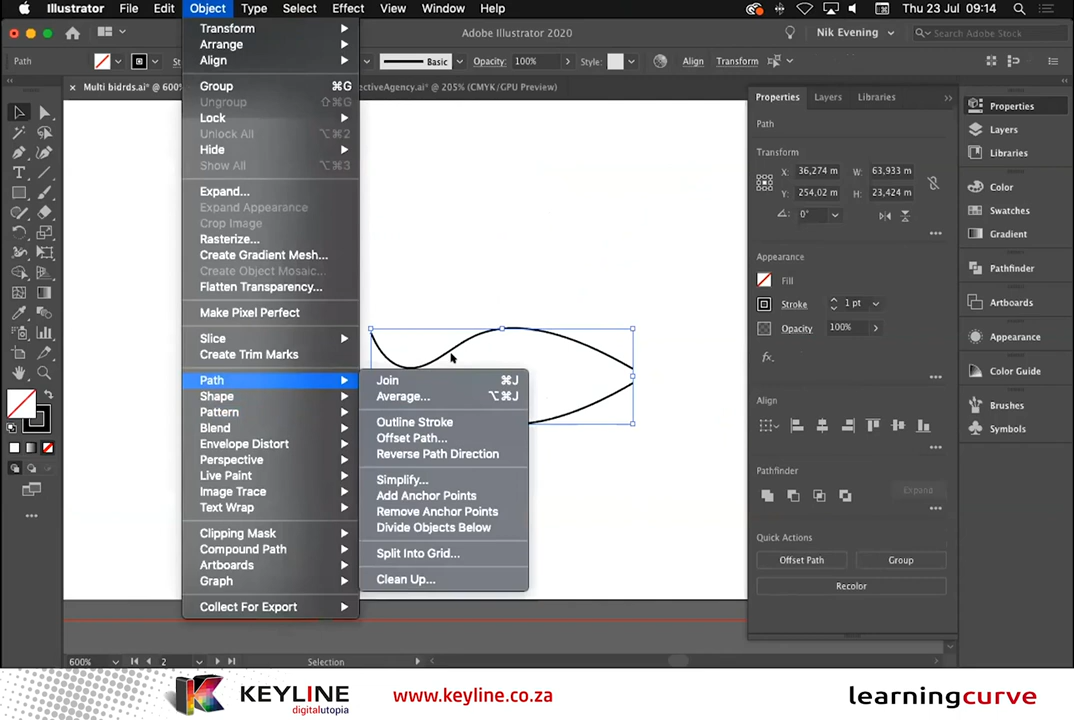 Illustrator File Edit Object Type Select Effect View Window Help Thu 23 Jul 09:14
Adobe Illustrator 2020 Nik Evening Search Adobe Stock
Path Basic Opacity: 100% Style: Align Transform
× Multi bidrds.ai* @ 600% ectiveAgency.ai* @ 205% (CMYK/GPU Preview)
Transform
Arrange
Align
Group ⌘G
Ungroup ⇧⌘G
Lock
Unlock All ⌥⌘2
Hide
Show All ⌥⌘3
Expand...
Expand Appearance
Crop Image
Rasterize...
Create Gradient Mesh...
Create Object Mosaic...
Flatten Transparency...
Make Pixel Perfect
Slice
Create Trim Marks
Path
Shape
Pattern
Blend
Envelope Distort
Perspective
Live Paint
Image Trace
Text Wrap
Clipping Mask
Compound Path
Artboards
Graph
Collect For Export
Join ⌘J
Average... ⌥⌘J
Outline Stroke
Offset Path...
Reverse Path Direction
Simplify...
Add Anchor Points
Remove Anchor Points
Divide Objects Below
Split Into Grid...
Clean Up...
Properties Layers Libraries
Path
Transform
X: 36,274 m W: 63,933 m
Y: 254,02 m H: 23,424 m
0°
Appearance
Fill
Stroke 1 pt
Opacity 100%
fx.
Align
Pathfinder
Expand
Quick Actions
Offset Path Group
Recolor
Properties
Layers
Libraries
Color
Swatches
Gradient
Pathfinder
Artboards
Appearance
Color Guide
Brushes
Symbols
600% 2 Selection
KEYLINE
digitalutopia
www.keyline.co.za
learningcurve